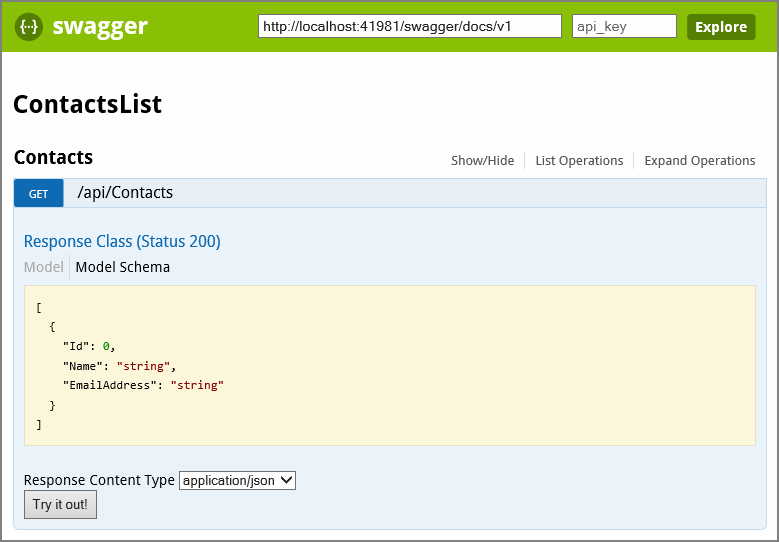 {···} swagger http://localhost:41981/swagger/docs/v1 api_key Explore
ContactsList
Contacts Show/Hide List Operations Expand Operations
GET /api/Contacts
Response Class (Status 200)
Model Model Schema
[
  {
    "Id": 0,
    "Name": "string",
    "EmailAddress": "string"
  }
]
Response Content Type application/json
Try it out!